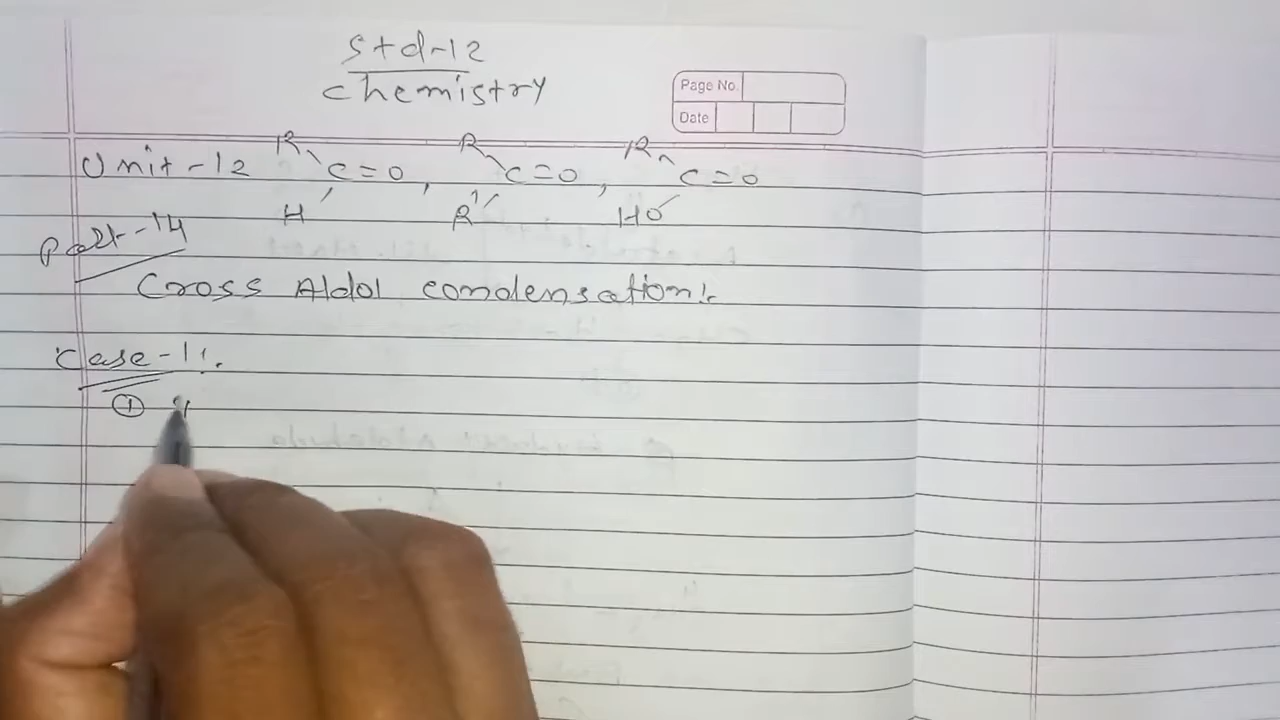 Std-12
Chemistry
Page No.
Date
Unit-12 R R R
C=O, C=O, C=O
H R' HO
Part-14
Cross Aldol condensation:
Case-1:
①